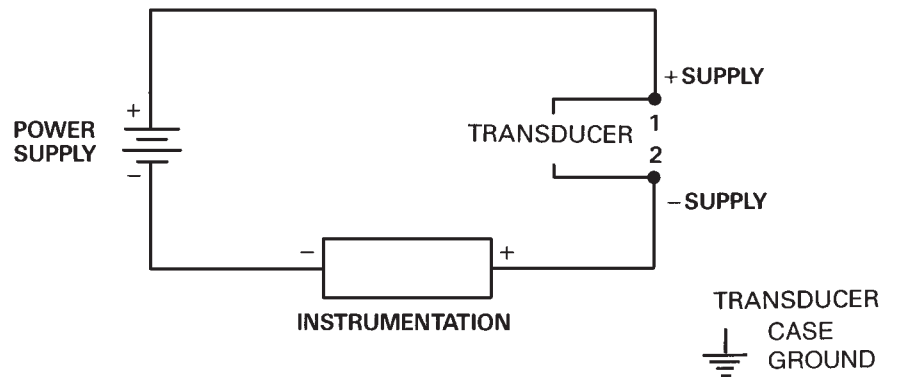 + SUPPLY
+
POWER
SUPPLY
−
TRANSDUCER
1
2
− SUPPLY
−
+
INSTRUMENTATION
TRANSDUCER
CASE
GROUND